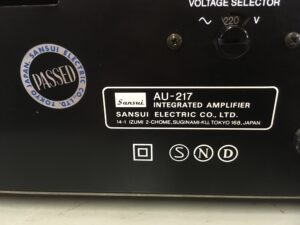 VOLTAGE SELECTOR
~ 220 V
TOKYO JAPAN. SANSUI ELECTRIC CO. LTD.
PASSED
Sansui
AU-217
INTEGRATED AMPLIFIER
SANSUI ELECTRIC CO., LTD.
14-1 IZUMI 2-CHOME, SUGINAMI-KU, TOKYO 168, JAPAN
S N D